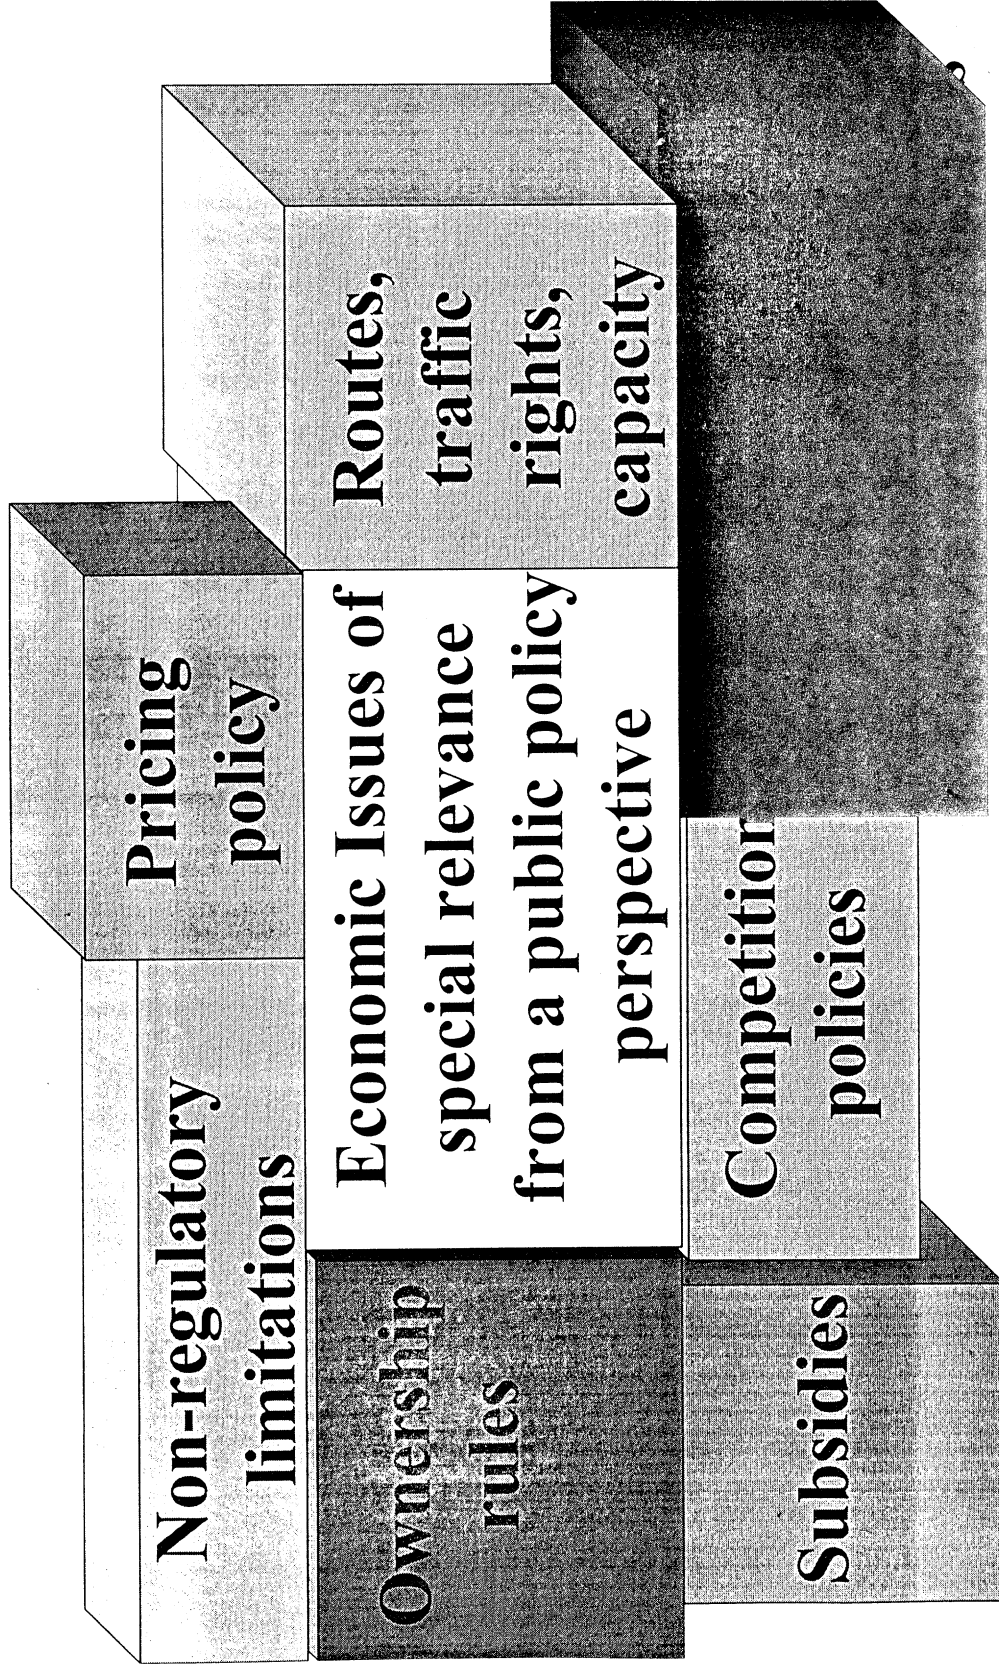 Non-regulatory
limitations
Pricing
policy
Ownership
rules
Economic Issues of
special relevance
from a public policy
perspective
Routes,
traffic
rights,
capacity
Subsidies
Competition
policies